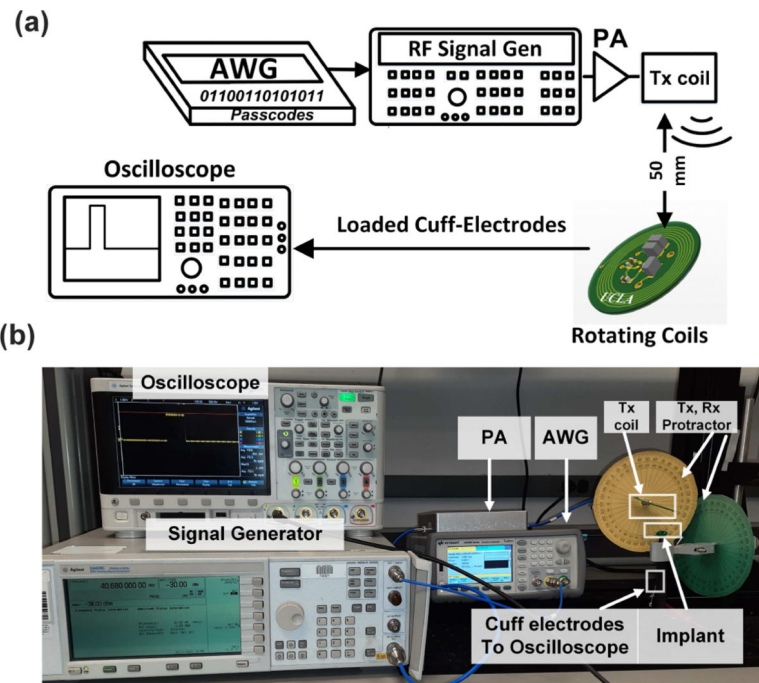 (a)
AWG
01100110101011
Passcodes
RF Signal Gen
PA
Tx coil
50
mm
Oscilloscope
Loaded Cuff-Electrodes
UCLA
Rotating Coils
(b)
Oscilloscope
Agilent
PA
AWG
Tx
coil
Tx, Rx
Protractor
Signal Generator
Agilent
40.680 000 00
-30.00
Cuff electrodes
To Oscilloscope
Implant